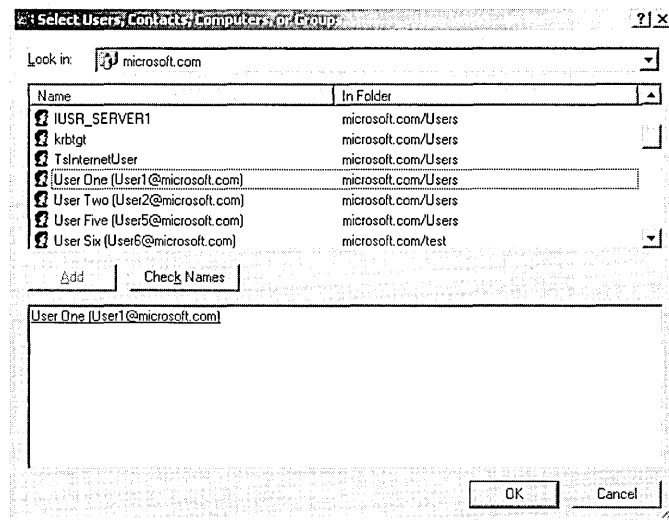 Select Users, Contacts, Computers, or Groups
Look in: microsoft.com
Name In Folder
IUSR_SERVER1 microsoft.com/Users
krbtgt microsoft.com/Users
TsInternetUser microsoft.com/Users
User One (User1@microsoft.com) microsoft.com/Users
User Two (User2@microsoft.com) microsoft.com/Users
User Five (User5@microsoft.com) microsoft.com/Users
User Six (User6@microsoft.com) microsoft.com/test
Add Check Names
User One (User1@microsoft.com)
OK Cancel